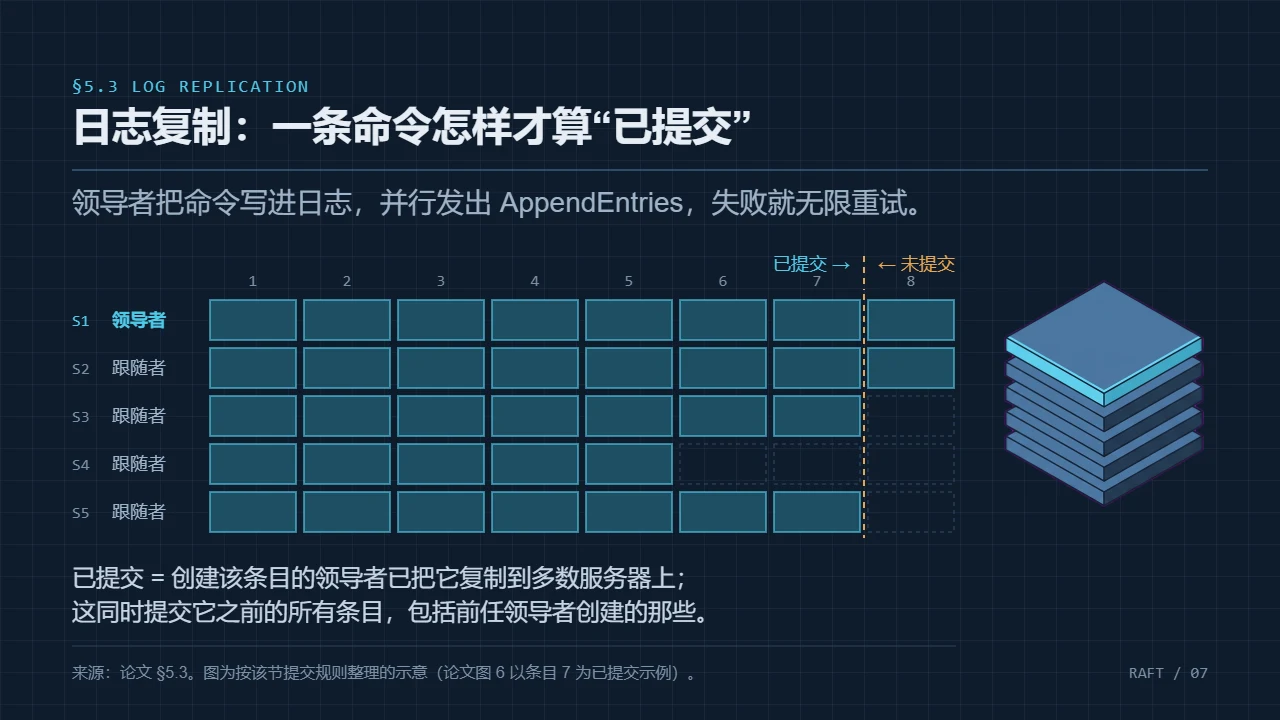 §5.3 LOG REPLICATION
日志复制：一条命令怎样才算“已提交”
领导者把命令写进日志，并行发出 AppendEntries，失败就无限重试。
已提交 → ← 未提交
1 2 3 4 5 6 7 8
S1 领导者
S2 跟随者
S3 跟随者
S4 跟随者
S5 跟随者
已提交 = 创建该条目的领导者已把它复制到多数服务器上；
这同时提交它之前的所有条目，包括前任领导者创建的那些。
来源：论文 §5.3。图为按该节提交规则整理的示意（论文图 6 以条目 7 为已提交示例）。
RAFT / 07